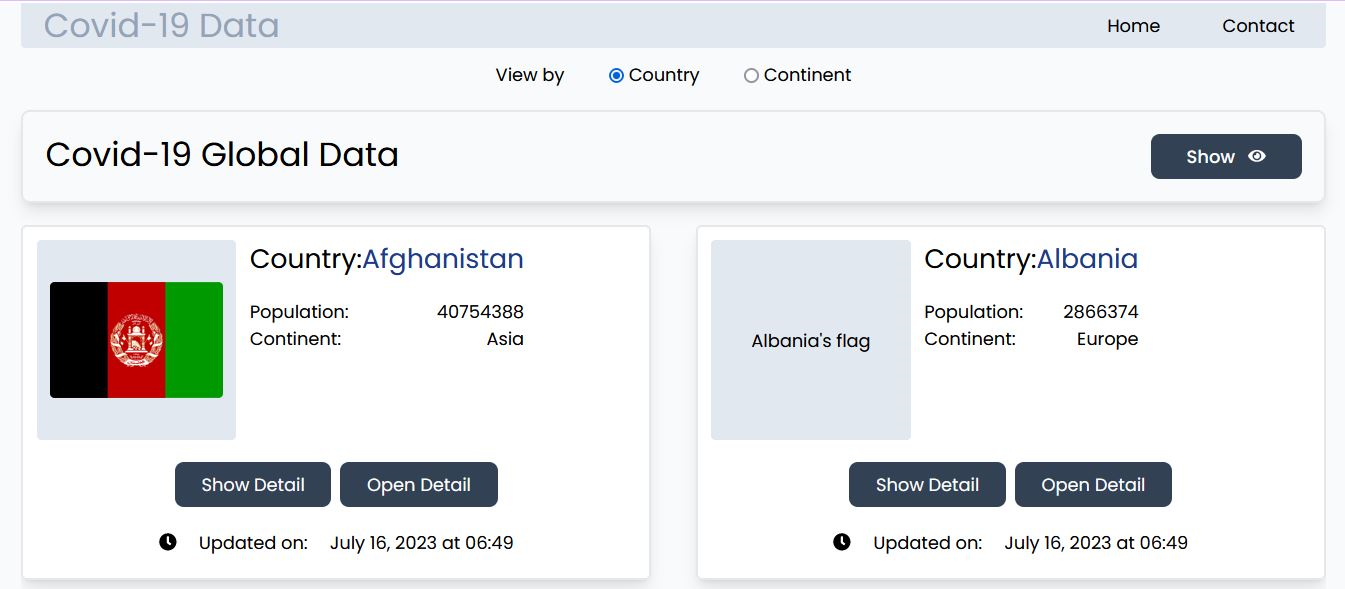 Covid-19 Data
Home
Contact
View by
Country
Continent
Covid-19 Global Data
Show
Country:Afghanistan
Population: 40754388
Continent: Asia
Show Detail
Open Detail
Updated on: July 16, 2023 at 06:49
Albania's flag
Country:Albania
Population: 2866374
Continent: Europe
Show Detail
Open Detail
Updated on: July 16, 2023 at 06:49